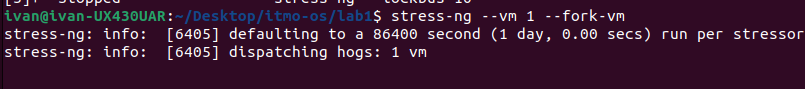 ivan@ivan-UX430UAR:~/Desktop/itmo-os/lab1$ stress-ng --vm 1 --fork-vm
stress-ng: info:  [6405] defaulting to a 86400 second (1 day, 0.00 secs) run per stressor
stress-ng: info:  [6405] dispatching hogs: 1 vm